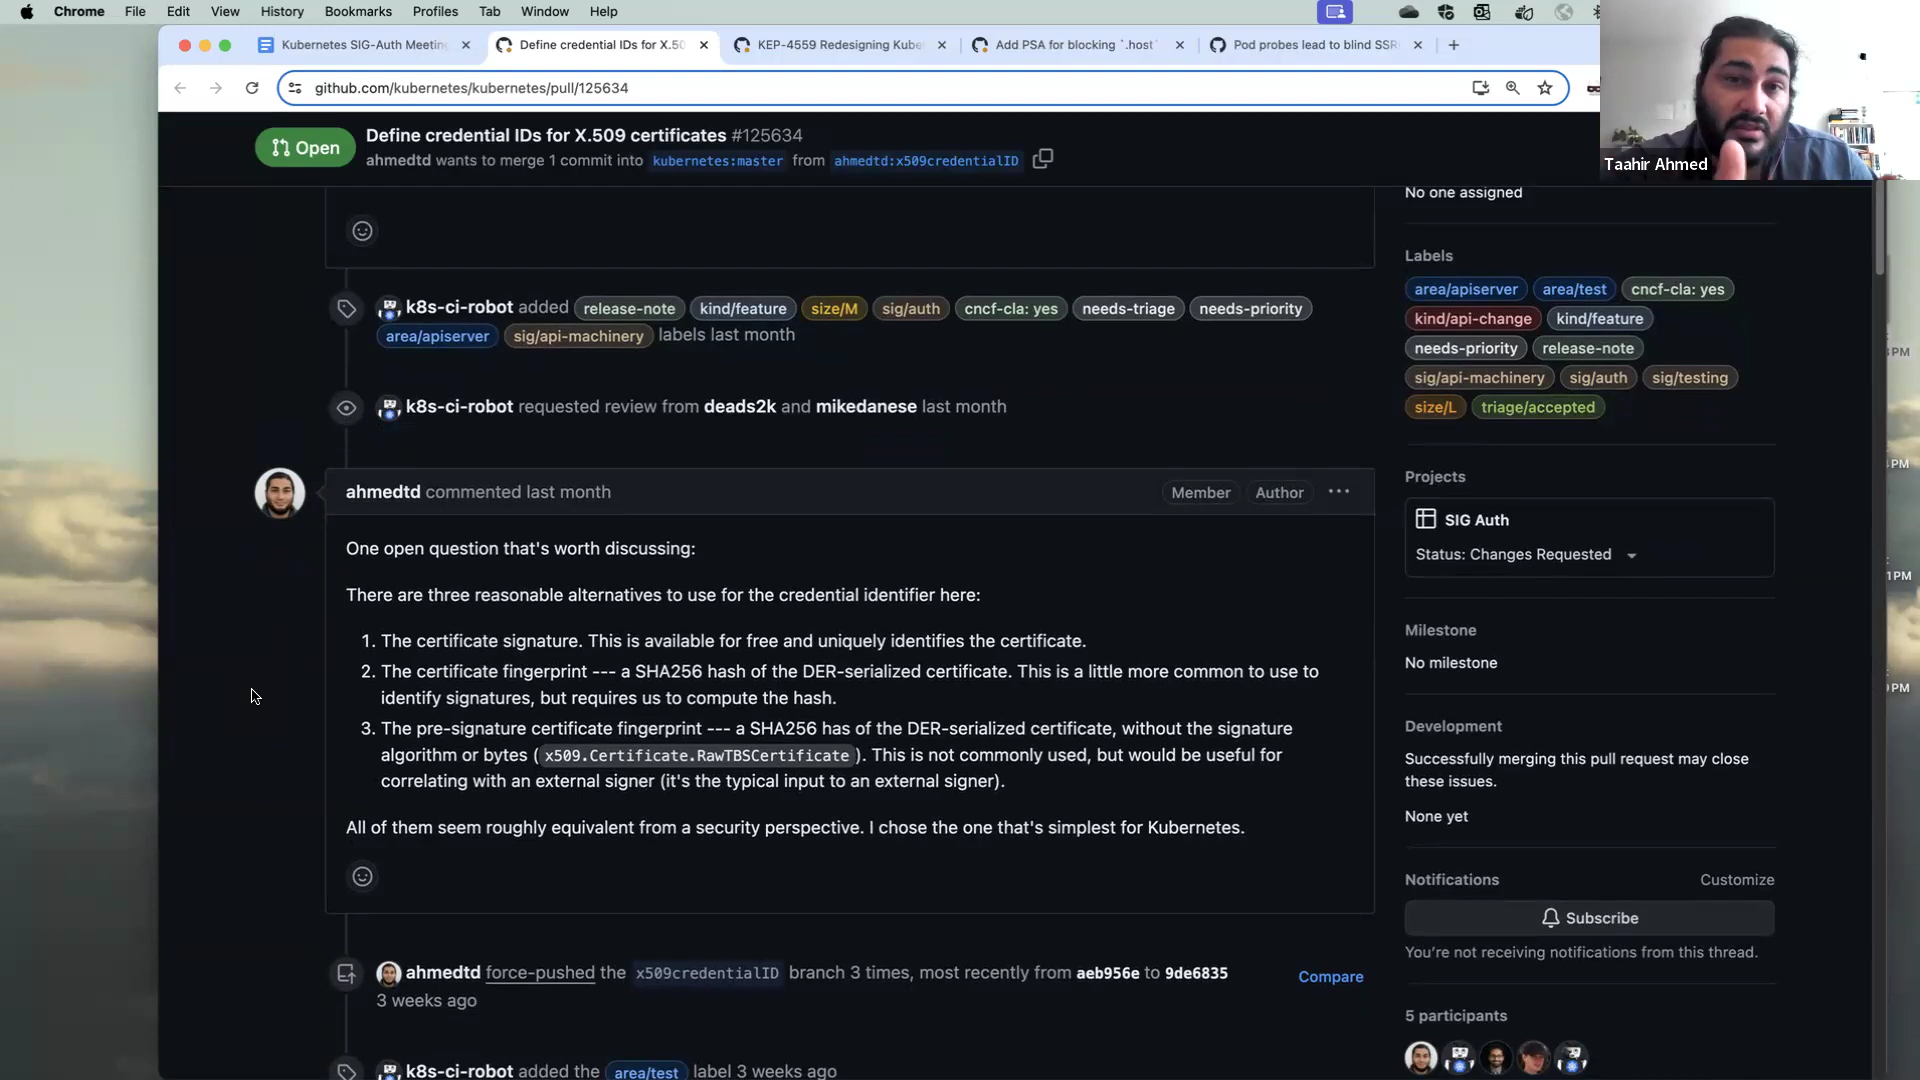 Chrome File Edit View History Bookmarks Profiles Tab Window Help
Kubernetes SIG-Auth Meetin
Define credential IDs for X.50
KEP-4559 Redesigning Kube
Add PSA for blocking `.host`
Pod probes lead to blind SSR
github.com/kubernetes/kubernetes/pull/125634
Open
Define credential IDs for X.509 certificates #125634
ahmedtd wants to merge 1 commit into kubernetes:master from ahmedtd:x509credentialID
Taahir Ahmed
k8s-ci-robot added release-note kind/feature size/M sig/auth cncf-cla: yes needs-triage needs-priority
area/apiserver sig/api-machinery labels last month
k8s-ci-robot requested review from deads2k and mikedanese last month
ahmedtd commented last month
Member Author
One open question that's worth discussing:
There are three reasonable alternatives to use for the credential identifier here:
1. The certificate signature. This is available for free and uniquely identifies the certificate.
2. The certificate fingerprint --- a SHA256 hash of the DER-serialized certificate. This is a little more common to use to
identify signatures, but requires us to compute the hash.
3. The pre-signature certificate fingerprint --- a SHA256 has of the DER-serialized certificate, without the signature
algorithm or bytes (x509.Certificate.RawTBSCertificate). This is not commonly used, but would be useful for
correlating with an external signer (it's the typical input to an external signer).
All of them seem roughly equivalent from a security perspective. I chose the one that's simplest for Kubernetes.
ahmedtd force-pushed the x509credentialID branch 3 times, most recently from aeb956e to 9de6835
3 weeks ago
Compare
k8s-ci-robot added the area/test label 3 weeks ago
No one assigned
Labels
area/apiserver area/test cncf-cla: yes
kind/api-change kind/feature
needs-priority release-note
sig/api-machinery sig/auth sig/testing
size/L triage/accepted
Projects
SIG Auth
Status: Changes Requested
Milestone
No milestone
Development
Successfully merging this pull request may close
these issues.
None yet
Notifications
Customize
Subscribe
You're not receiving notifications from this thread.
5 participants
PM
PM
1 PM
PM